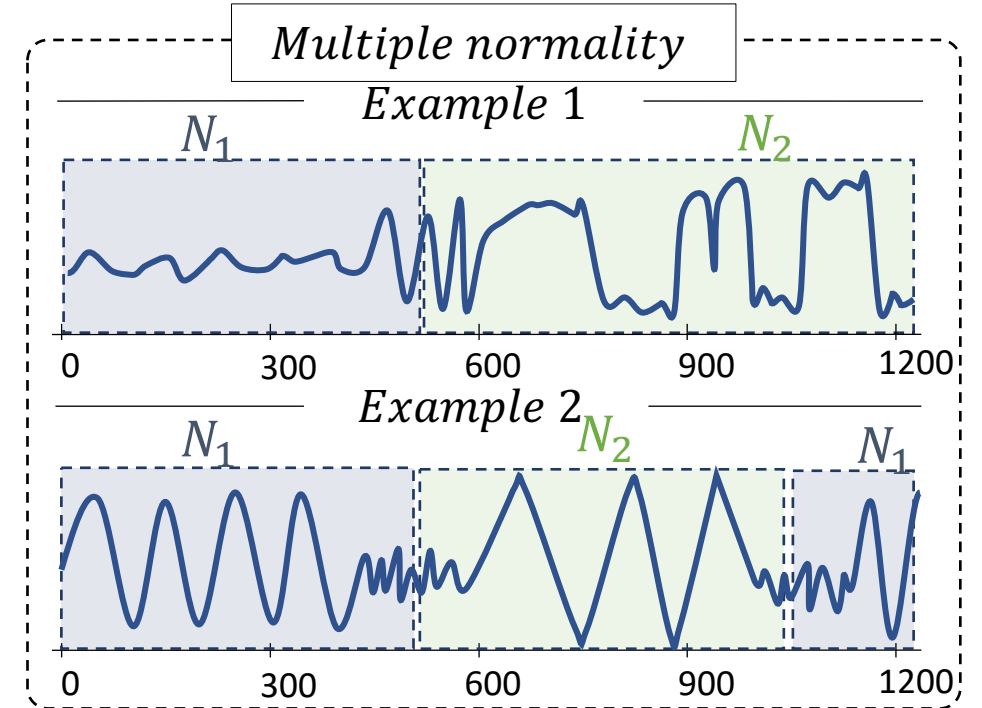 Multiple normality
Example 1
N₁ N₂
0 300 600 900 1200
Example 2
N₁ N₂ N₁
0 300 600 900 1200